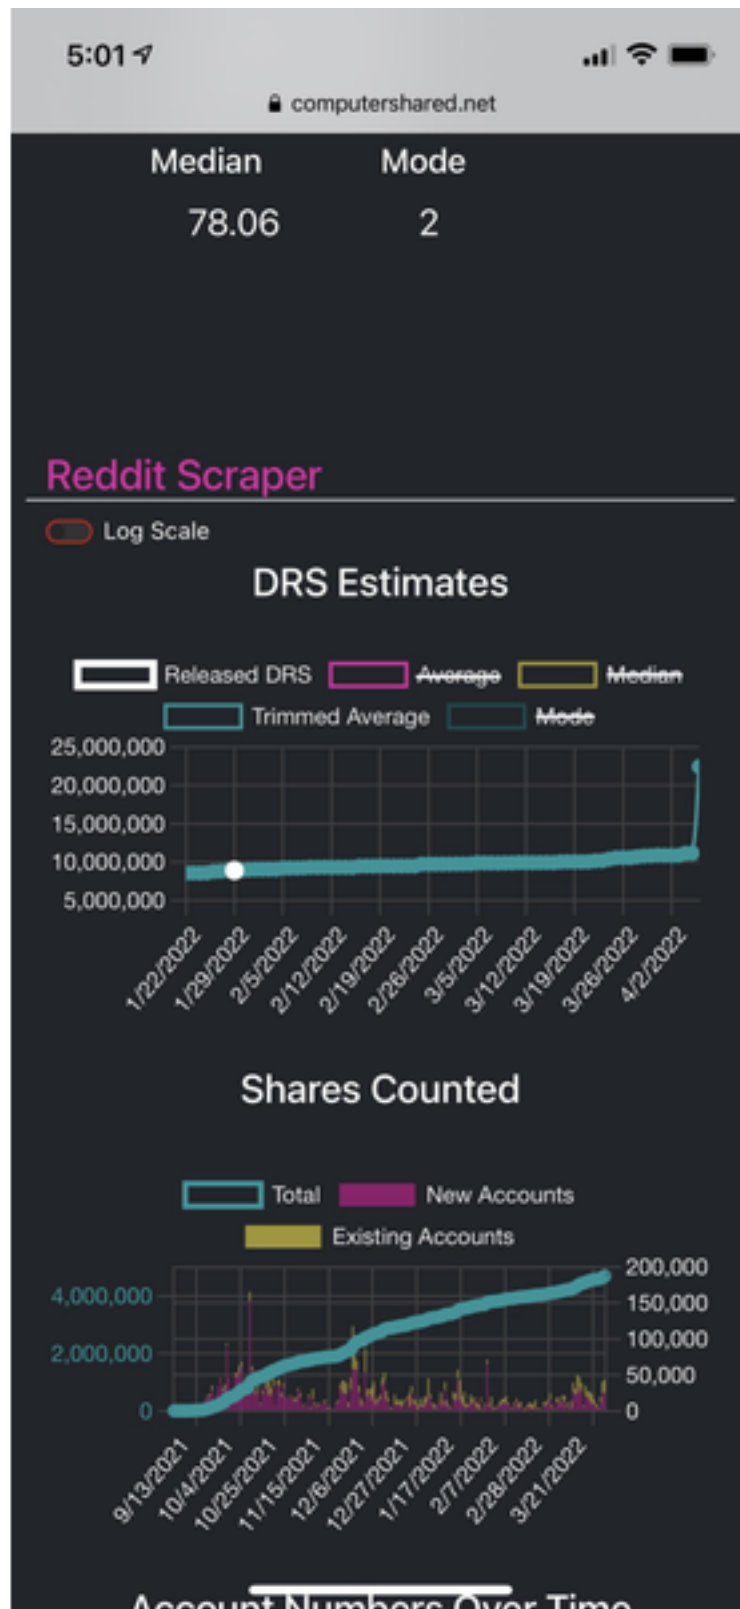 5:01
computershared.net
Median Mode
78.06 2
Reddit Scraper
Log Scale
DRS Estimates
Released DRS Average Median
Trimmed Average Mode
25,000,000
20,000,000
15,000,000
10,000,000
5,000,000
1/22/2022 1/29/2022 2/5/2022 2/12/2022 2/19/2022 2/26/2022 3/5/2022 3/12/2022 3/19/2022 3/26/2022 4/2/2022
Shares Counted
Total New Accounts
Existing Accounts
200,000
4,000,000 150,000
100,000
2,000,000 50,000
0 0
9/13/2021 10/4/2021 10/25/2021 11/15/2021 12/6/2021 12/27/2021 1/17/2022 2/7/2022 2/28/2022 3/21/2022
Account Numbers Over Time